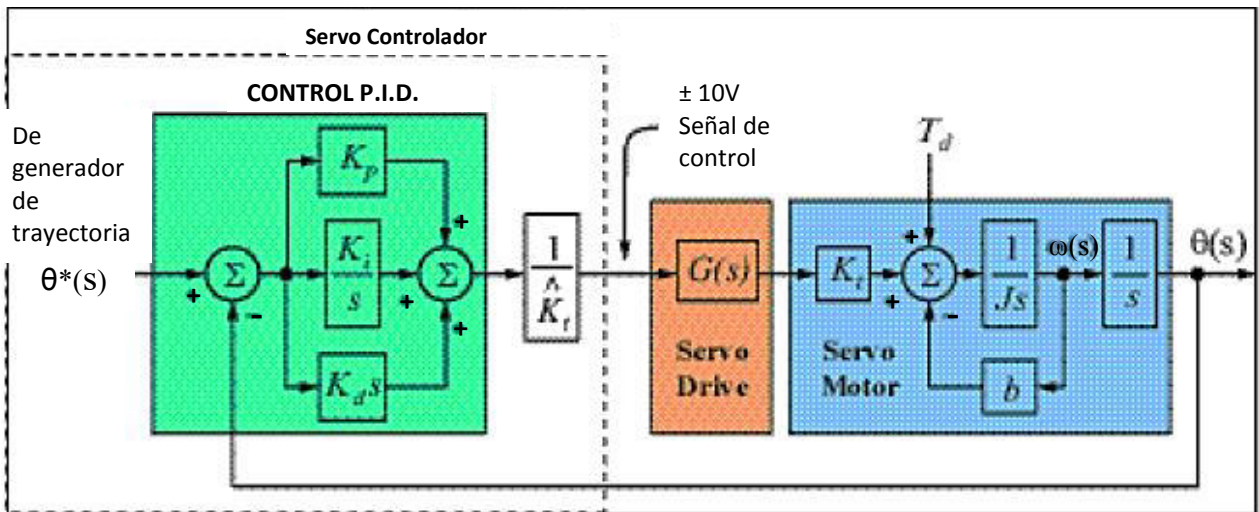 Servo Controlador
CONTROL P.I.D.
± 10V
Señal de
control
De
generador
de
trayectoria
θ*(s)
+
-
Σ
K_p
K_i
s
K_d s
+
+
+
Σ
1
K̂_t
G(s)
Servo
Drive
K_t
T_d
+
+
-
Σ
1
Js
ω(s)
1
s
θ(s)
b
Servo
Motor